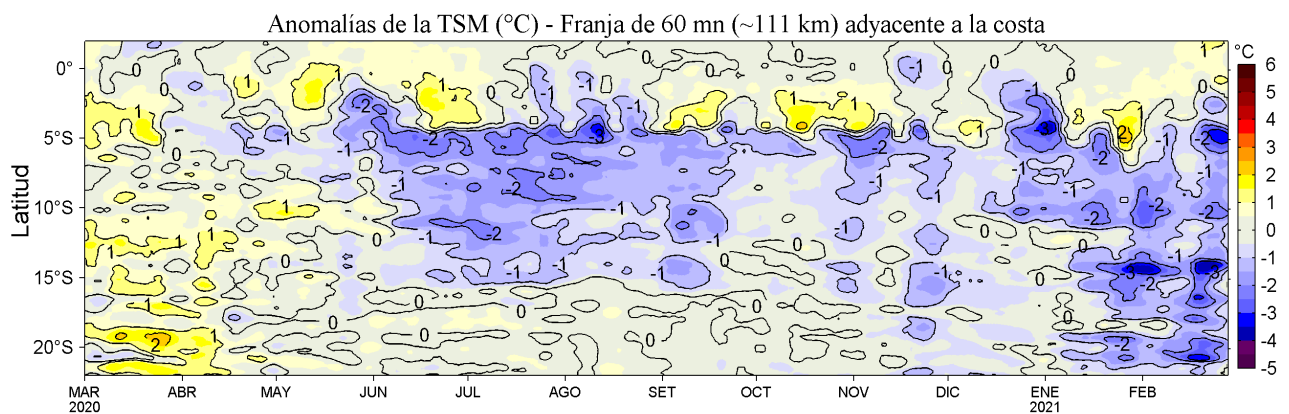 Anomalías de la TSM (°C) - Franja de 60 mn (~111 km) adyacente a la costa
°C
Latitud
0°
5°S
10°S
15°S
20°S
6
5
4
3
2
1
0
-1
-2
-3
-4
-5
MAR ABR MAY JUN JUL AGO SET OCT NOV DIC ENE FEB
2020 2021